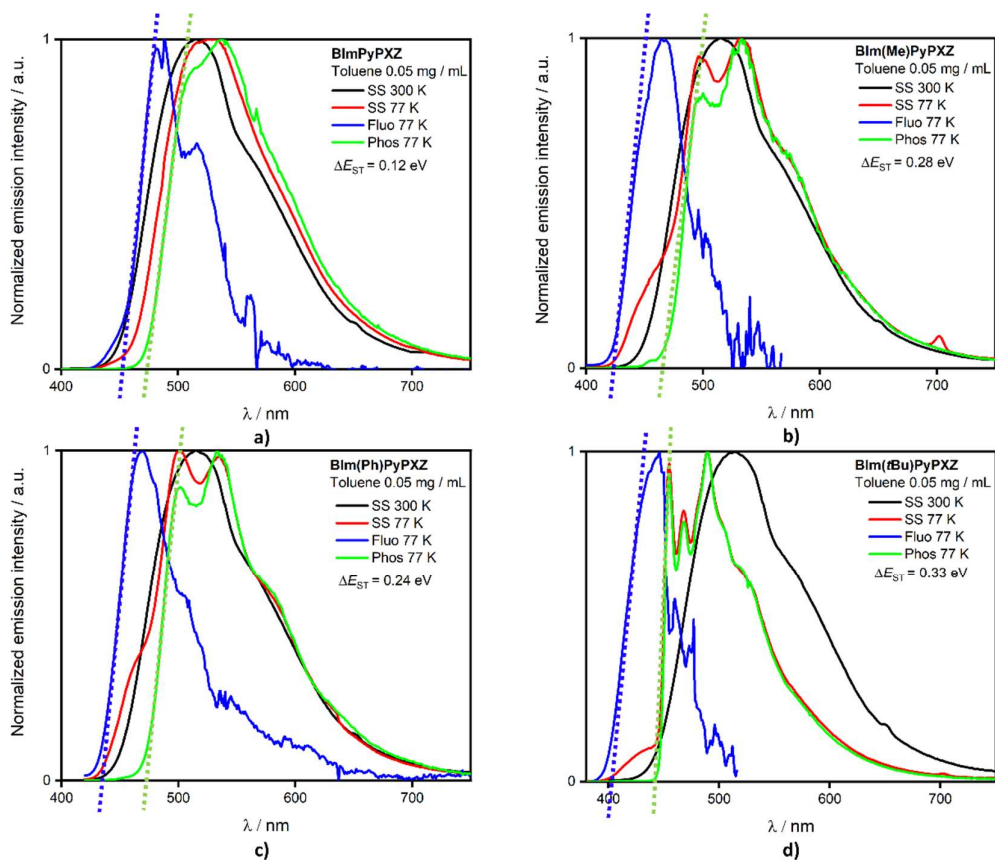 BImPyPXZ
Toluene 0.05 mg / mL
SS 300 K
SS 77 K
Fluo 77 K
Phos 77 K
ΔE_ST = 0.12 eV
Normalized emission intensity / a.u.
1
0
400 500 600 700
λ / nm
a)
BIm(Me)PyPXZ
Toluene 0.05 mg / mL
SS 300 K
SS 77 K
Fluo 77 K
Phos 77 K
ΔE_ST = 0.28 eV
Normalized emission intensity / a.u.
1
0
400 500 600 700
λ / nm
b)
BIm(Ph)PyPXZ
Toluene 0.05 mg / mL
SS 300 K
SS 77 K
Fluo 77 K
Phos 77 K
ΔE_ST = 0.24 eV
Normalized emission intensity / a.u.
1
0
400 500 600 700
λ / nm
c)
BIm(tBu)PyPXZ
Toluene 0.05 mg / mL
SS 300 K
SS 77 K
Fluo 77 K
Phos 77 K
ΔE_ST = 0.33 eV
Normalized emission intensity / a.u.
1
0
400 500 600 700
λ / nm
d)